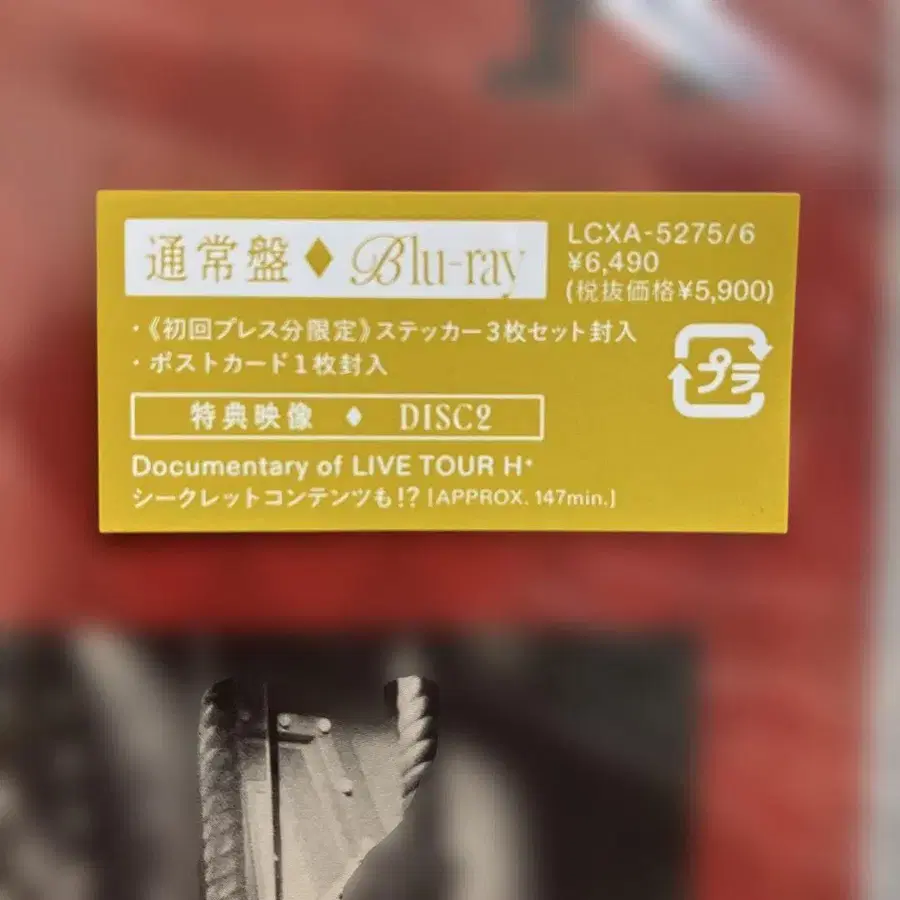 通常盤♦Blu-ray
LCXA-5275/6
¥6,490
(税抜価格¥5,900)
・《初回プレス分限定》ステッカー3枚セット封入
・ポストカード1枚封入
プラ
特典映像 ♦ DISC2
Documentary of LIVE TOUR H⁺
シークレットコンテンツも!? [APPROX. 147min.]